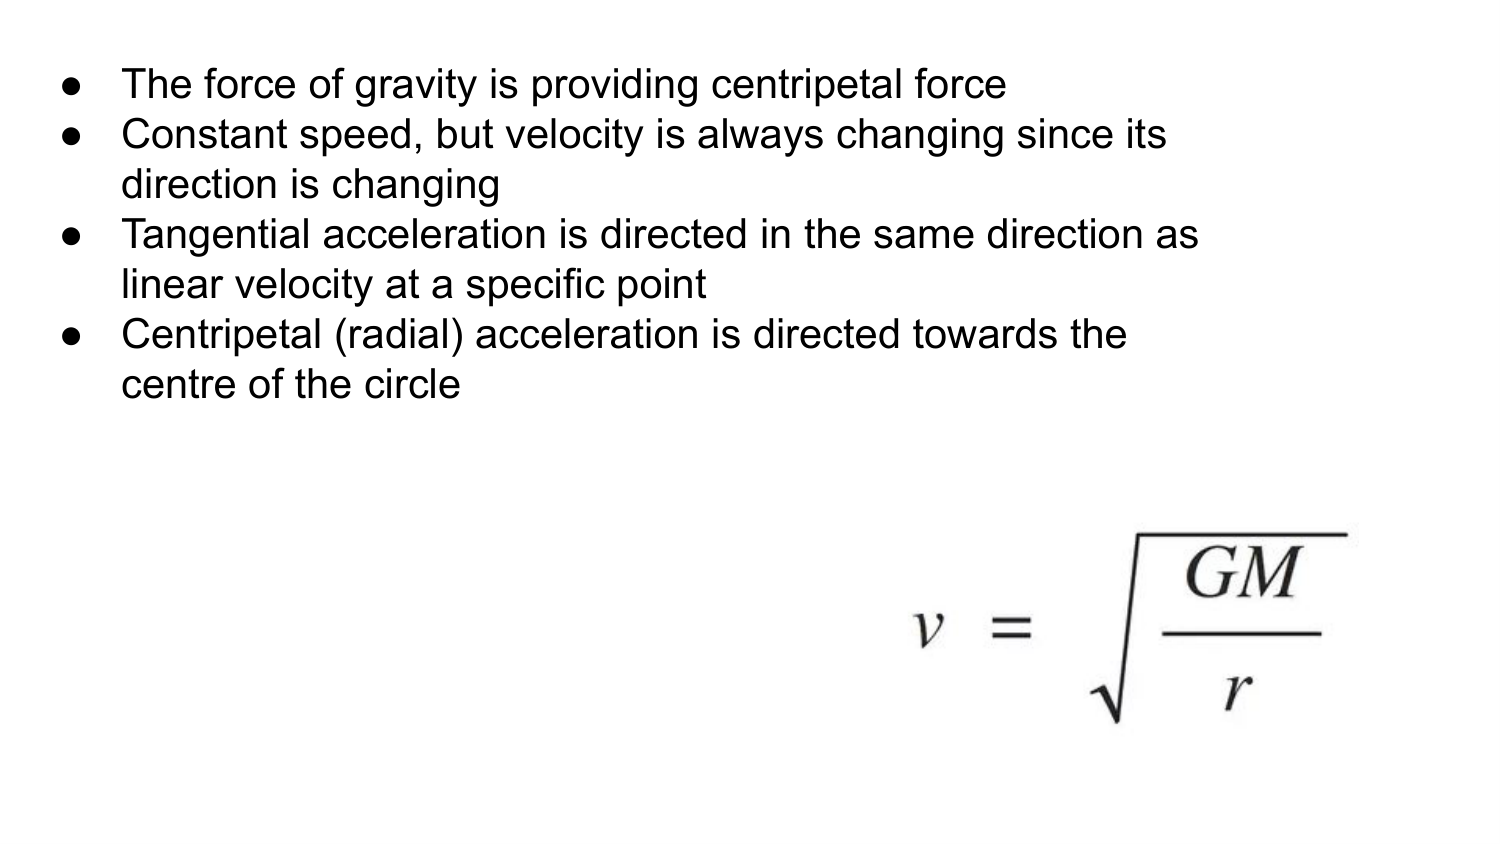 ● The force of gravity is providing centripetal force
● Constant speed, but velocity is always changing since its
direction is changing
● Tangential acceleration is directed in the same direction as
linear velocity at a specific point
● Centripetal (radial) acceleration is directed towards the
centre of the circle
v = √(GM/r)